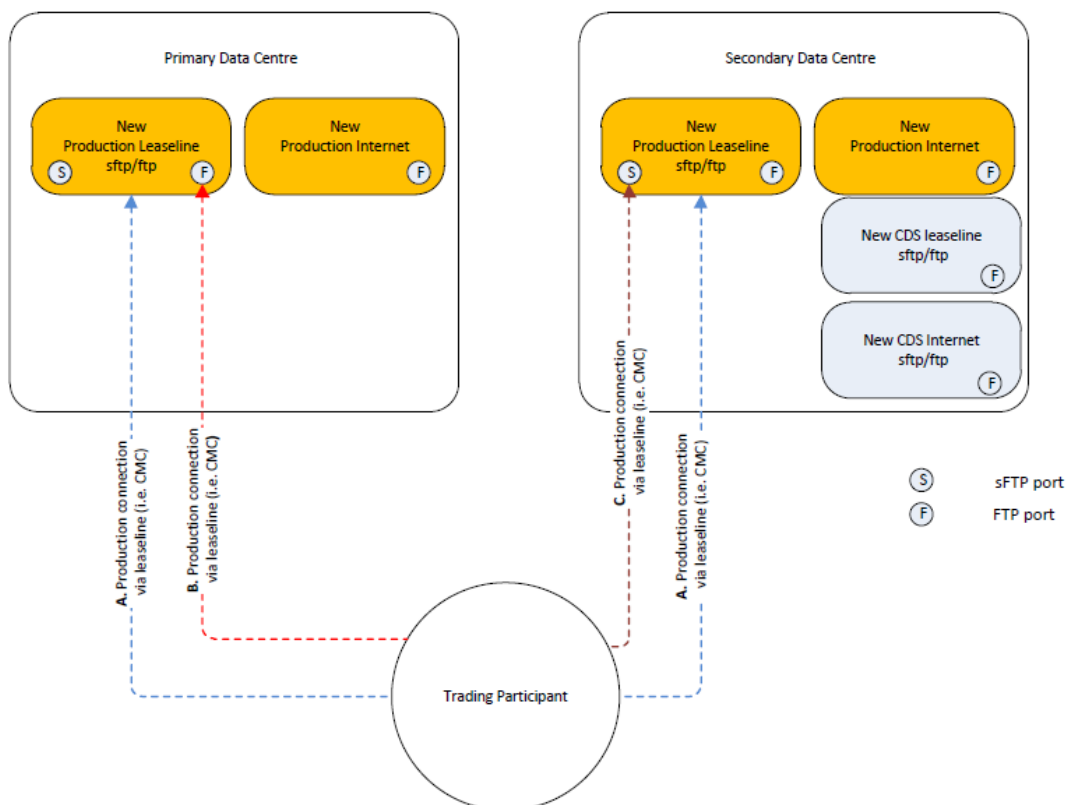 Primary Data Centre
Secondary Data Centre
New
Production Leaseline
sftp/ftp
S
F
New
Production Internet
F
New
Production Leaseline
sftp/ftp
S
F
New
Production Internet
F
New CDS leaseline
sftp/ftp
F
New CDS Internet
sftp/ftp
F
A. Production connection
via leaseline (i.e. CMC)
B. Production connection
via leaseline (i.e. CMC)
C. Production connection
via leaseline (i.e. CMC)
A. Production connection
via leaseline (i.e. CMC)
S sFTP port
F FTP port
Trading Participant